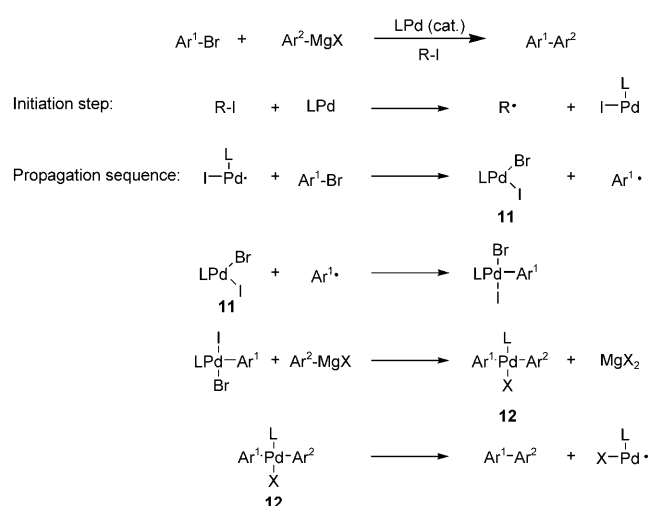 Ar¹-Br + Ar²-MgX LPd (cat.) R-I Ar¹-Ar²
Initiation step: R-I + LPd R• + I-Pd L
Propagation sequence: I-Pd• L + Ar¹-Br LPd Br I + Ar¹•
11
LPd Br I + Ar¹• Br LPd-Ar¹ I
11
I LPd-Ar¹ Br + Ar²-MgX L Ar¹-Pd-Ar² X + MgX₂
12
L Ar¹-Pd-Ar² X Ar¹-Ar² + L X-Pd•
12